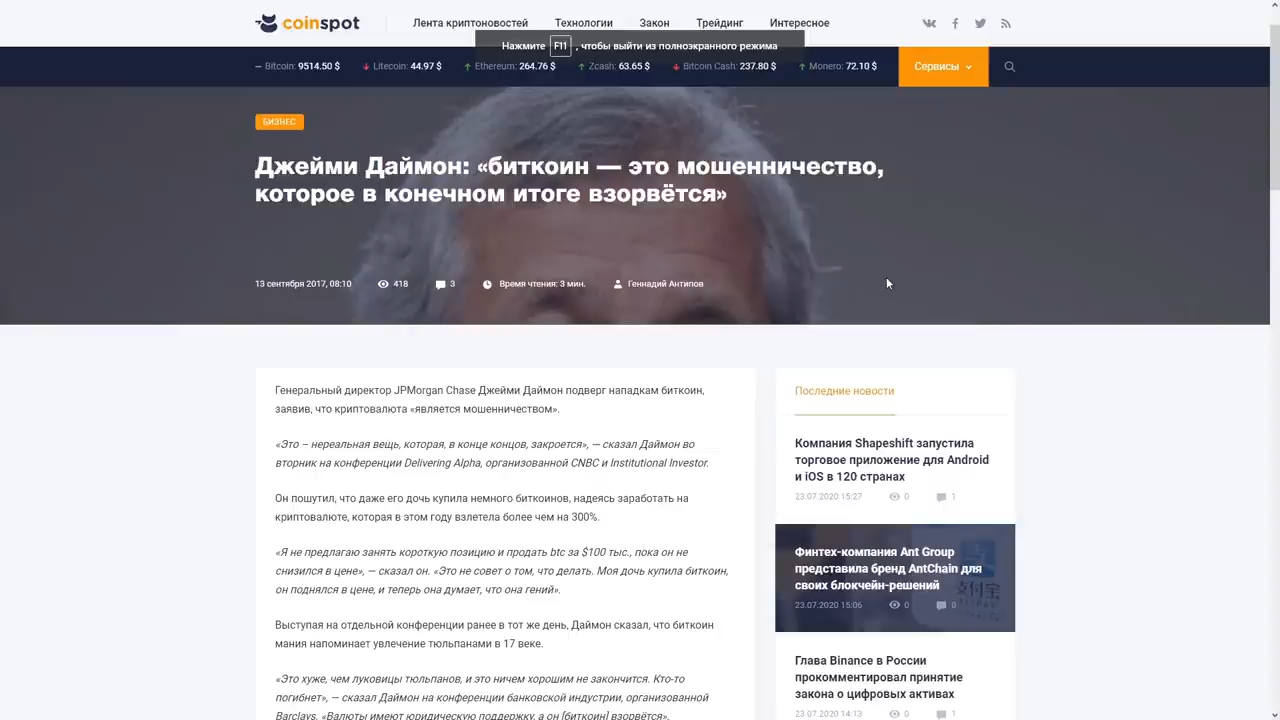 coinspot
Лента криптоновостей Технологии Закон Трейдинг Интересное
Нажмите F11 , чтобы выйти из полноэкранного режима
Bitcoin: 9514.50 $ Litecoin: 44.97 $ Ethereum: 264.76 $ Zcash: 63.65 $ Bitcoin Cash: 237.80 $ Monero: 72.10 $ Сервисы
БИЗНЕС
Джейми Даймон: «биткоин — это мошенничество,
которое в конечном итоге взорвётся»
13 сентября 2017, 08:10 418 3 Время чтения: 3 мин. Геннадий Антипов
Генеральный директор JPMorgan Chase Джейми Даймон подверг нападкам биткоин,
заявив, что криптовалюта «является мошенничеством».
«Это – нереальная вещь, которая, в конце концов, закроется», — сказал Даймон во
вторник на конференции Delivering Alpha, организованной CNBC и Institutional Investor.
Он пошутил, что даже его дочь купила немного биткоинов, надеясь заработать на
криптовалюте, которая в этом году взлетела более чем на 300%.
«Я не предлагаю занять короткую позицию и продать btc за $100 тыс., пока он не
снизился в цене», — сказал он. «Это не совет о том, что делать. Моя дочь купила биткоин,
он поднялся в цене, и теперь она думает, что она гений».
Выступая на отдельной конференции ранее в тот же день, Даймон сказал, что биткоин
мания напоминает увлечение тюльпанами в 17 веке.
«Это хуже, чем луковицы тюльпанов, и это ничем хорошим не закончится. Кто-то
погибнет», — сказал Даймон на конференции банковской индустрии, организованной
Barclays. «Валюты имеют юридическую поддержку, а он [биткоин] взорвётся».
Последние новости
Компания Shapeshift запустила
торговое приложение для Android
и iOS в 120 странах
23.07.2020 15:27 0 1
Финтех-компания Ant Group
представила бренд AntChain для
своих блокчейн-решений
23.07.2020 15:06 0 0
Глава Binance в России
прокомментировал принятие
закона о цифровых активах
23.07.2020 14:13 0 1